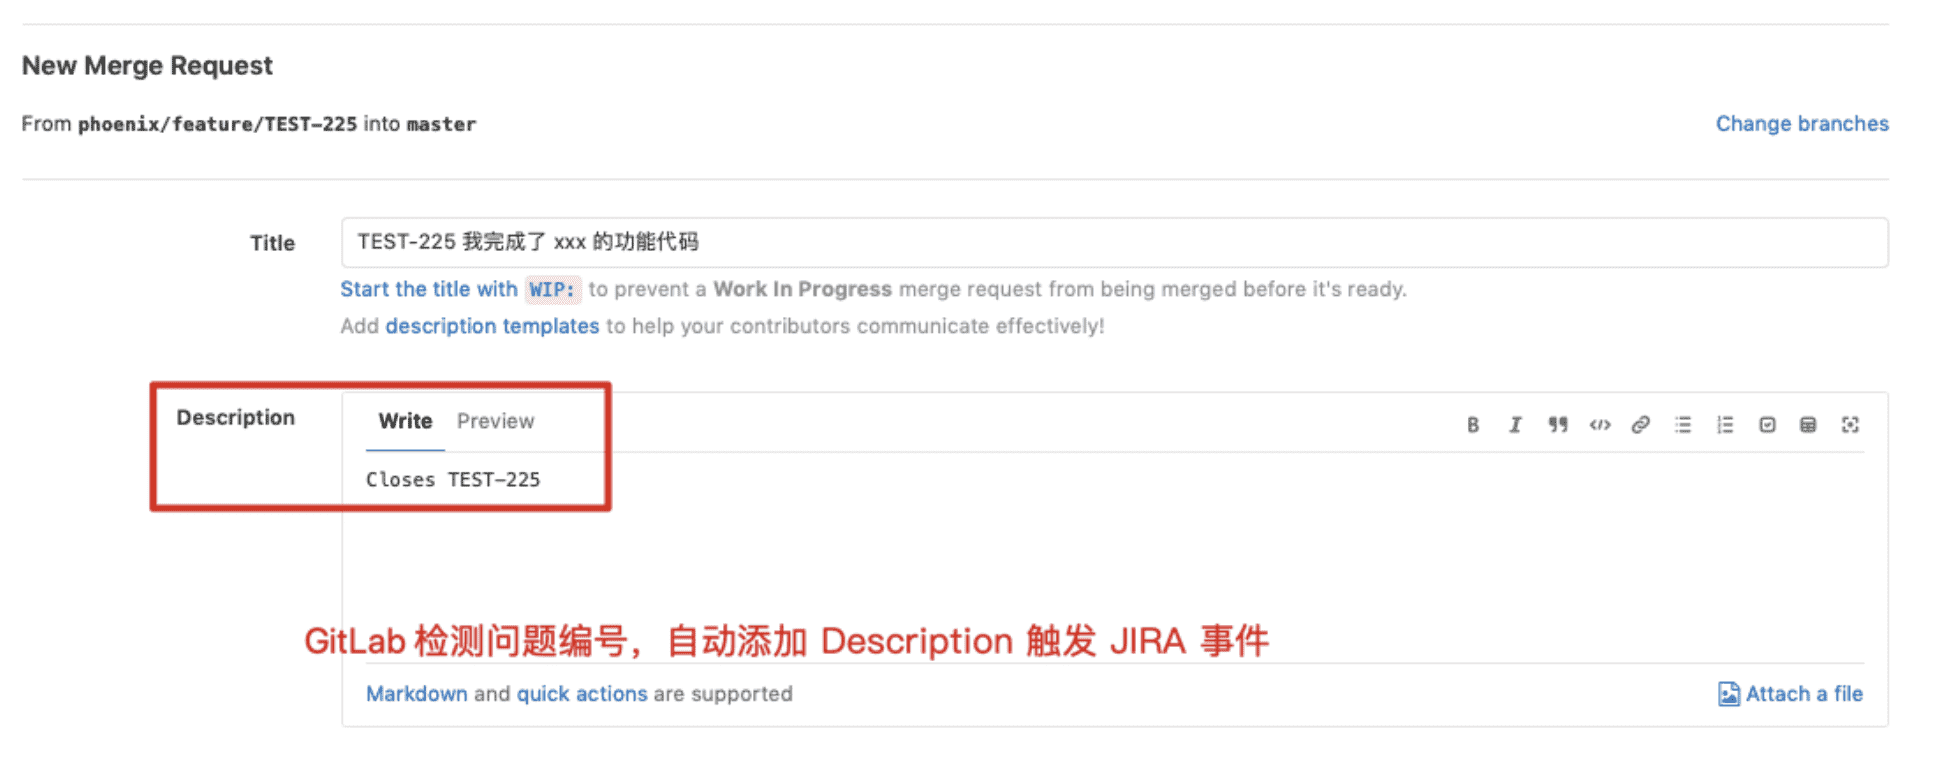 New Merge Request
From phoenix/feature/TEST-225 into master
Change branches
Title
TEST-225 我完成了 xxx 的功能代码
Start the title with WIP: to prevent a Work In Progress merge request from being merged before it's ready.
Add description templates to help your contributors communicate effectively!
Description
Write Preview
Closes TEST-225
GitLab 检测问题编号，自动添加 Description 触发 JIRA 事件
Markdown and quick actions are supported
Attach a file